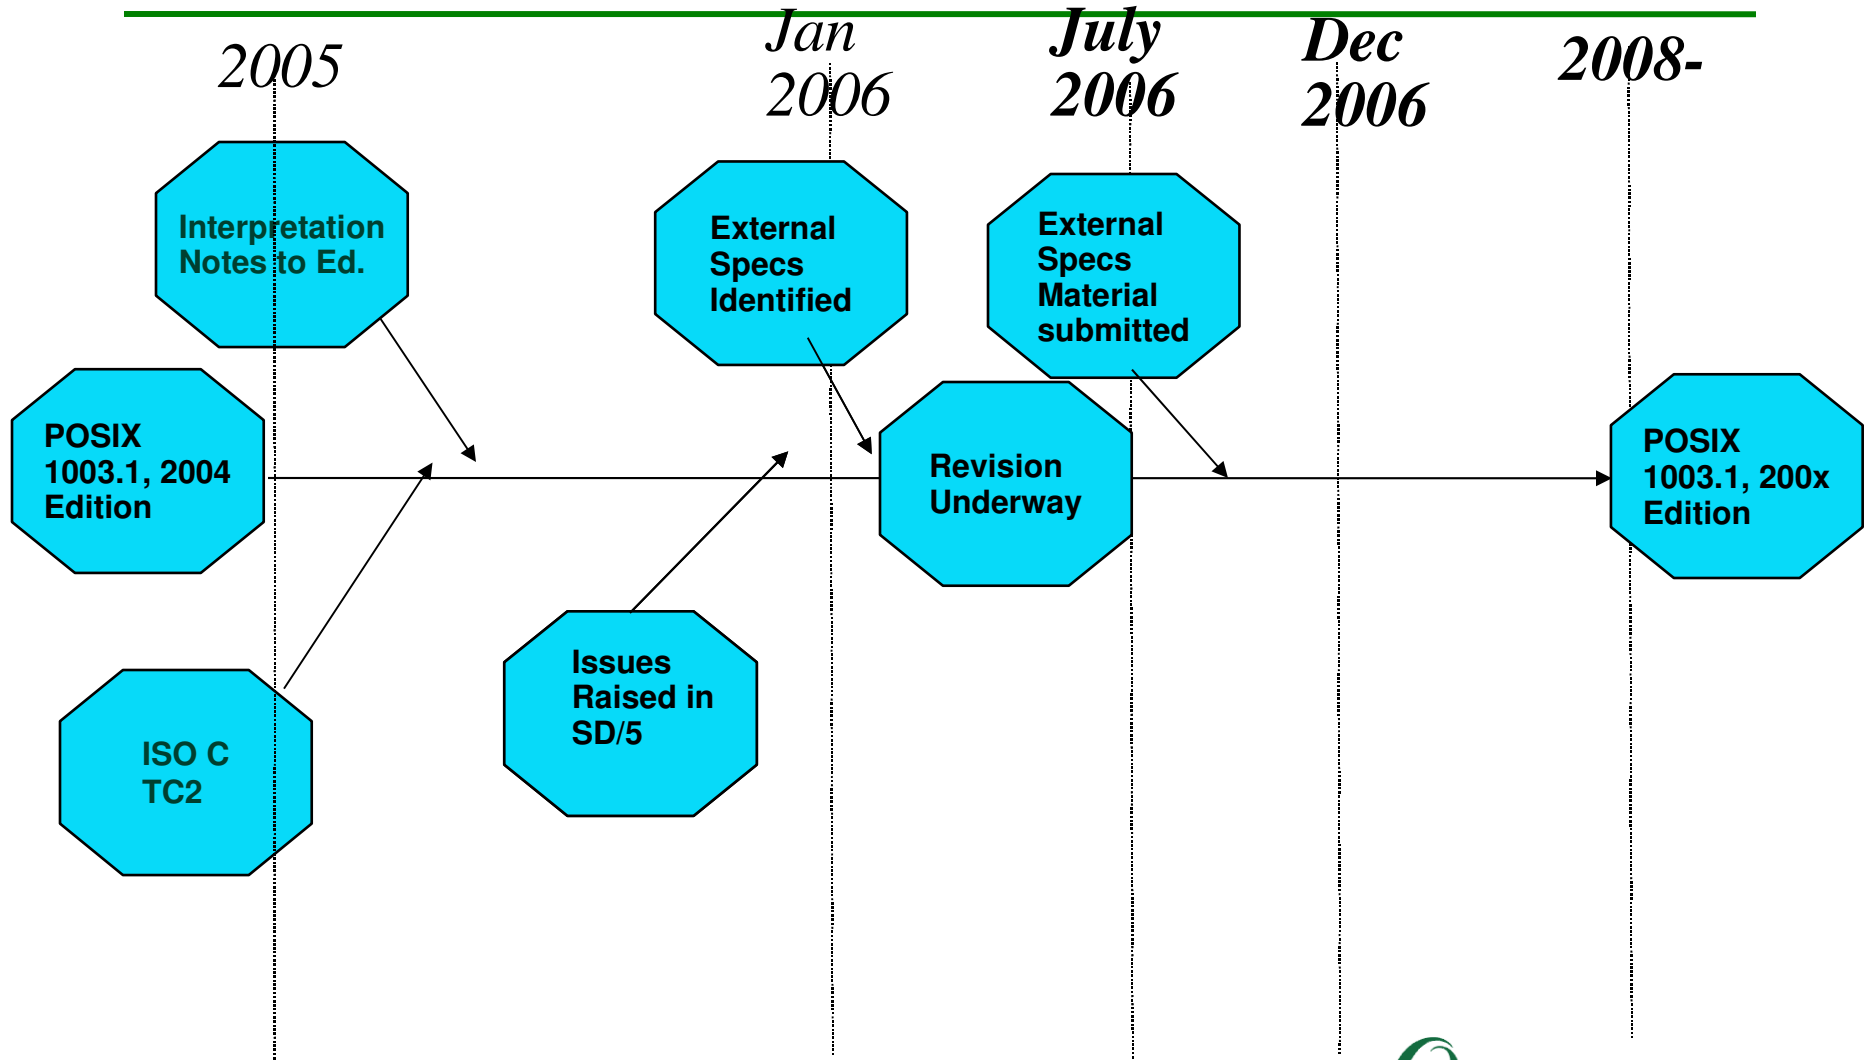 2005
Jan
2006
July
2006
Dec
2006
2008-
Interpretation
Notes to Ed.
External
Specs
Identified
External
Specs
Material
submitted
POSIX
1003.1, 2004
Edition
Revision
Underway
POSIX
1003.1, 200x
Edition
Issues
Raised in
SD/5
ISO C
TC2